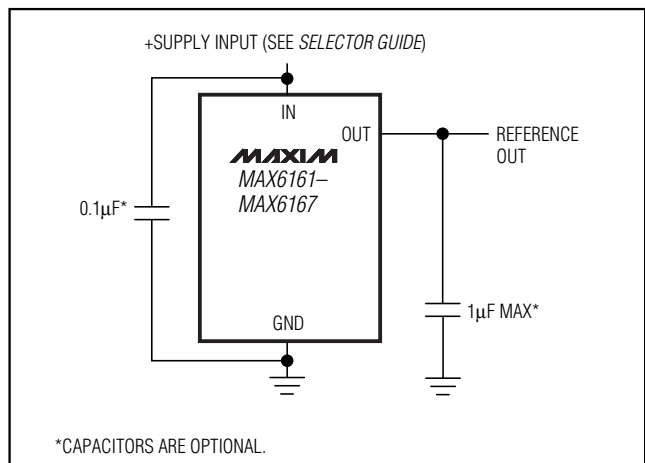 +SUPPLY INPUT (SEE SELECTOR GUIDE)
IN
OUT
REFERENCE
OUT
MAXIM
MAX6161–
MAX6167
0.1µF*
1µF MAX*
GND
*CAPACITORS ARE OPTIONAL.